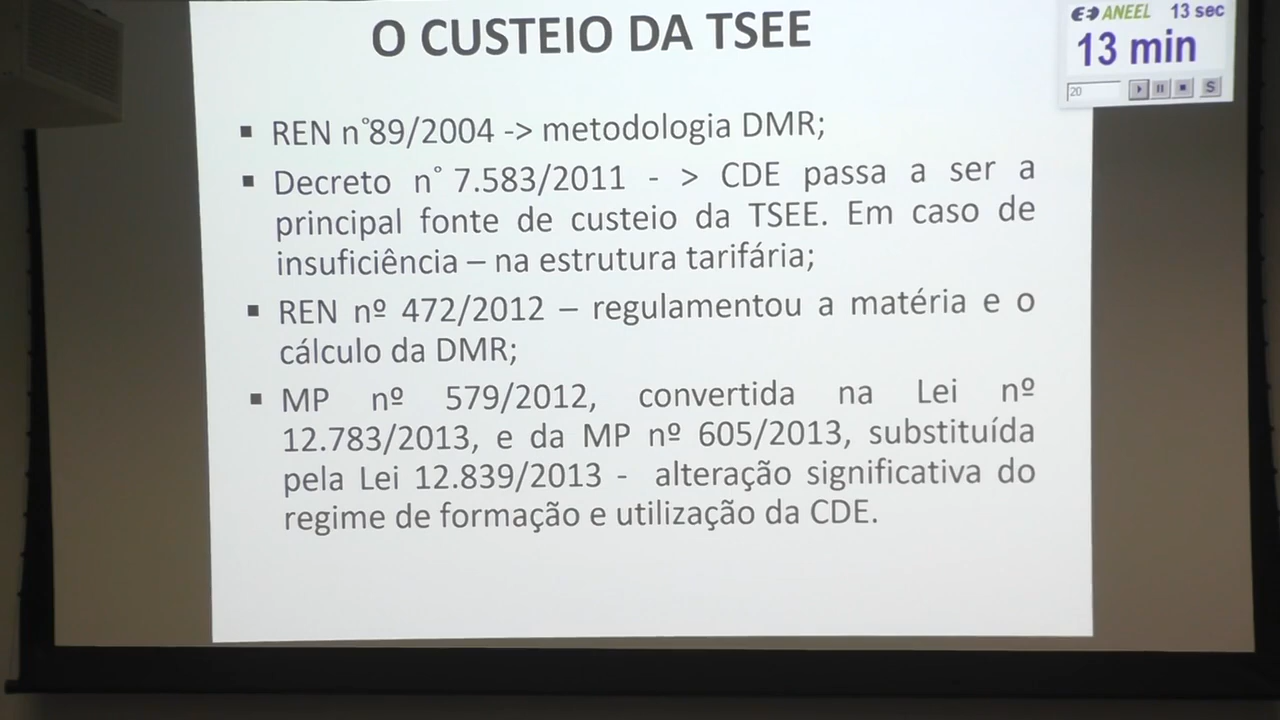 O CUSTEIO DA TSEE
ANEEL 13 sec
13 min
20
S
▪ REN n°89/2004 -> metodologia DMR;
▪ Decreto n° 7.583/2011 - > CDE passa a ser a
principal fonte de custeio da TSEE. Em caso de
insuficiência – na estrutura tarifária;
▪ REN nº 472/2012 – regulamentou a matéria e o
cálculo da DMR;
▪ MP nº 579/2012, convertida na Lei nº
12.783/2013, e da MP nº 605/2013, substituída
pela Lei 12.839/2013 - alteração significativa do
regime de formação e utilização da CDE.